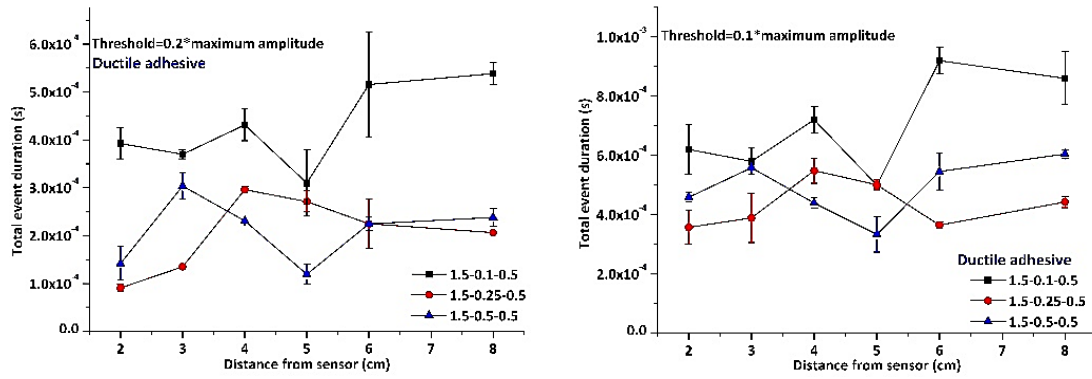 Threshold=0.2*maximum amplitude
Ductile adhesive
Total event duration (s)
6.0x10⁻⁴
5.0x10⁻⁴
4.0x10⁻⁴
3.0x10⁻⁴
2.0x10⁻⁴
1.0x10⁻⁴
0.0
1.5-0.1-0.5
1.5-0.25-0.5
1.5-0.5-0.5
2 3 4 5 6 7 8
Distance from sensor (cm)
Threshold=0.1*maximum amplitude
Total event duration (s)
1.0x10⁻³
8.0x10⁻⁴
6.0x10⁻⁴
4.0x10⁻⁴
2.0x10⁻⁴
0.0
Ductile adhesive
1.5-0.1-0.5
1.5-0.25-0.5
1.5-0.5-0.5
2 3 4 5 6 7 8
Distance from sensor (cm)